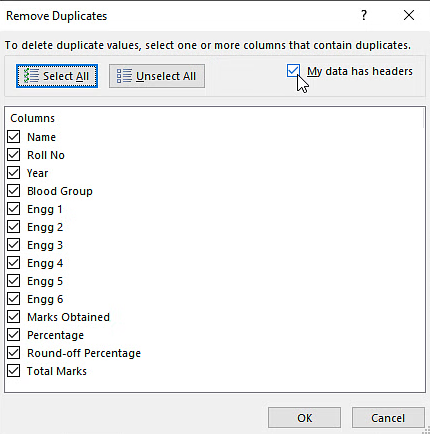 Remove Duplicates
?
To delete duplicate values, select one or more columns that contain duplicates.
Select All
Unselect All
My data has headers
Columns
Name
Roll No
Year
Blood Group
Engg 1
Engg 2
Engg 3
Engg 4
Engg 5
Engg 6
Marks Obtained
Percentage
Round-off Percentage
Total Marks
OK
Cancel